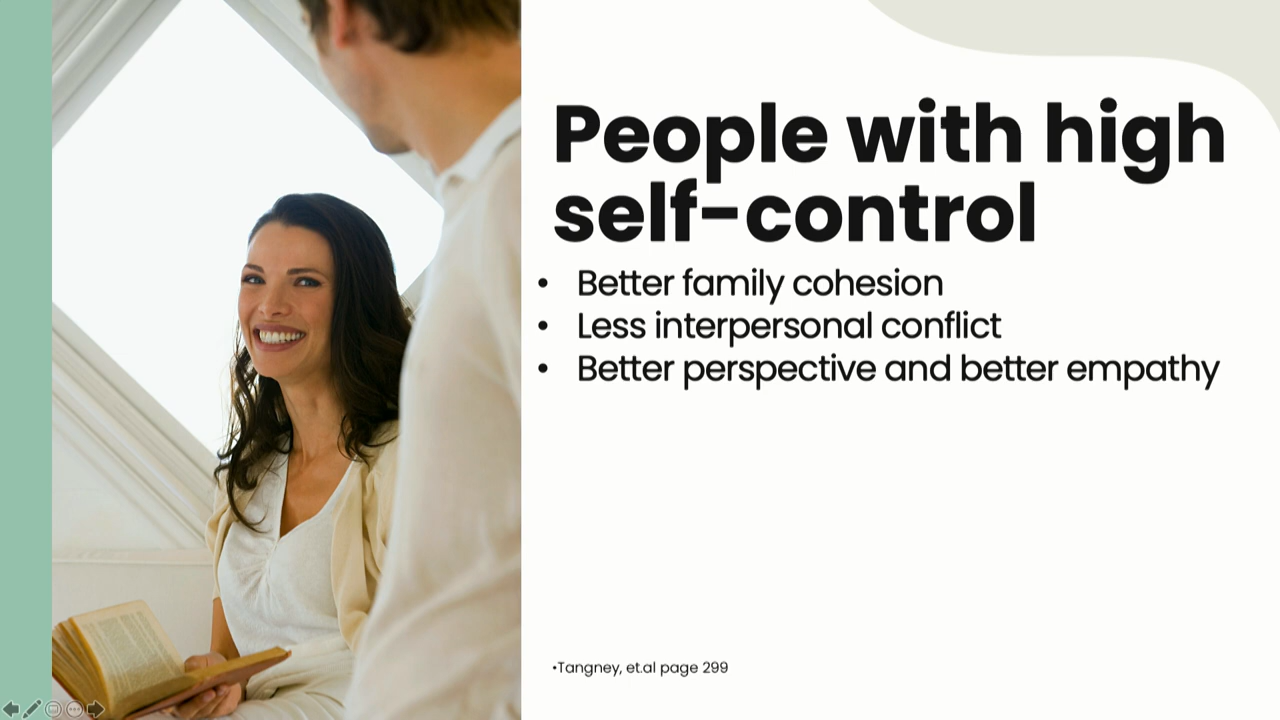 People with high
self-control
• Better family cohesion
• Less interpersonal conflict
• Better perspective and better empathy
•Tangney, et.al page 299